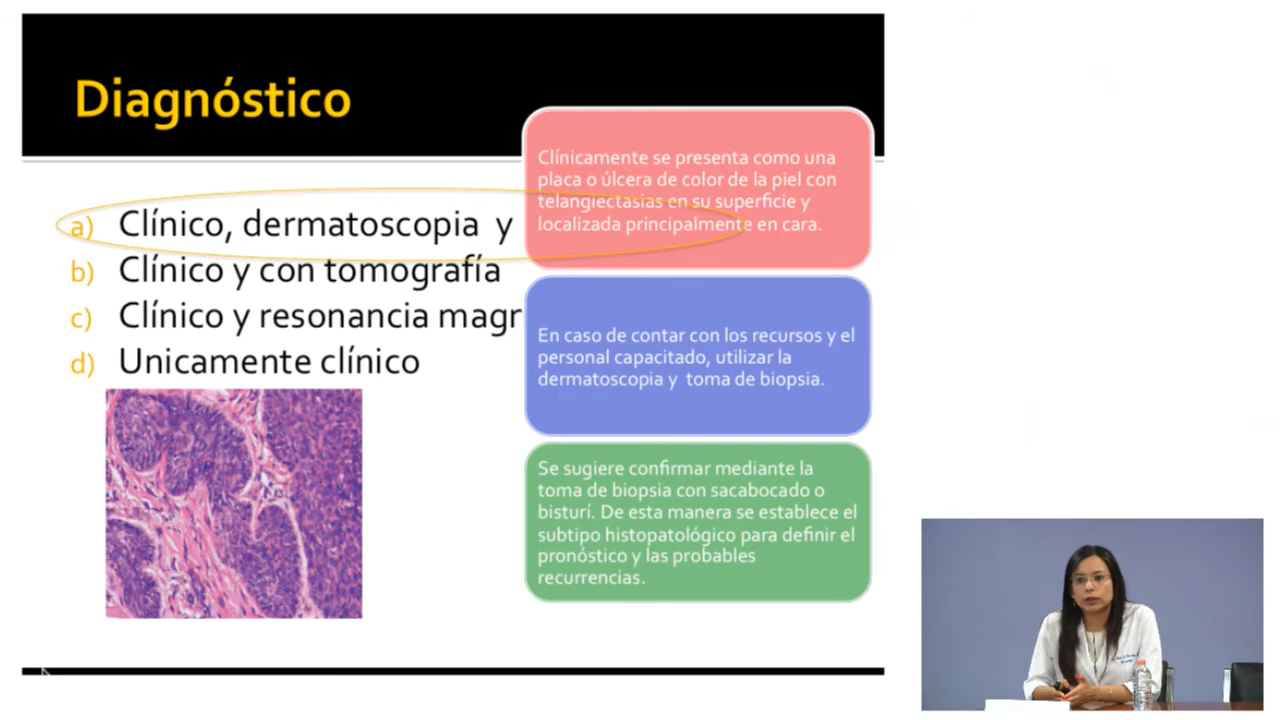 Diagnóstico
a) Clínico, dermatoscopia y
b) Clínico y con tomografía
c) Clínico y resonancia magr
d) Unicamente clínico
Clínicamente se presenta como una
placa o úlcera de color de la piel con
telangiectasias en su superficie y
localizada principalmente en cara.
En caso de contar con los recursos y el
personal capacitado, utilizar la
dermatoscopia y toma de biopsia.
Se sugiere confirmar mediante la
toma de biopsia con sacabocado o
bisturí. De esta manera se establece el
subtipo histopatológico para definir el
pronóstico y las probables
recurrencias.